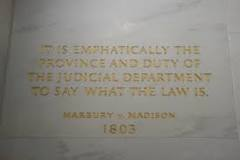 IT IS EMPHATICALLY THE
PROVINCE AND DUTY OF
THE JUDICIAL DEPARTMENT
TO SAY WHAT THE LAW IS.
MARBURY v. MADISON
1803